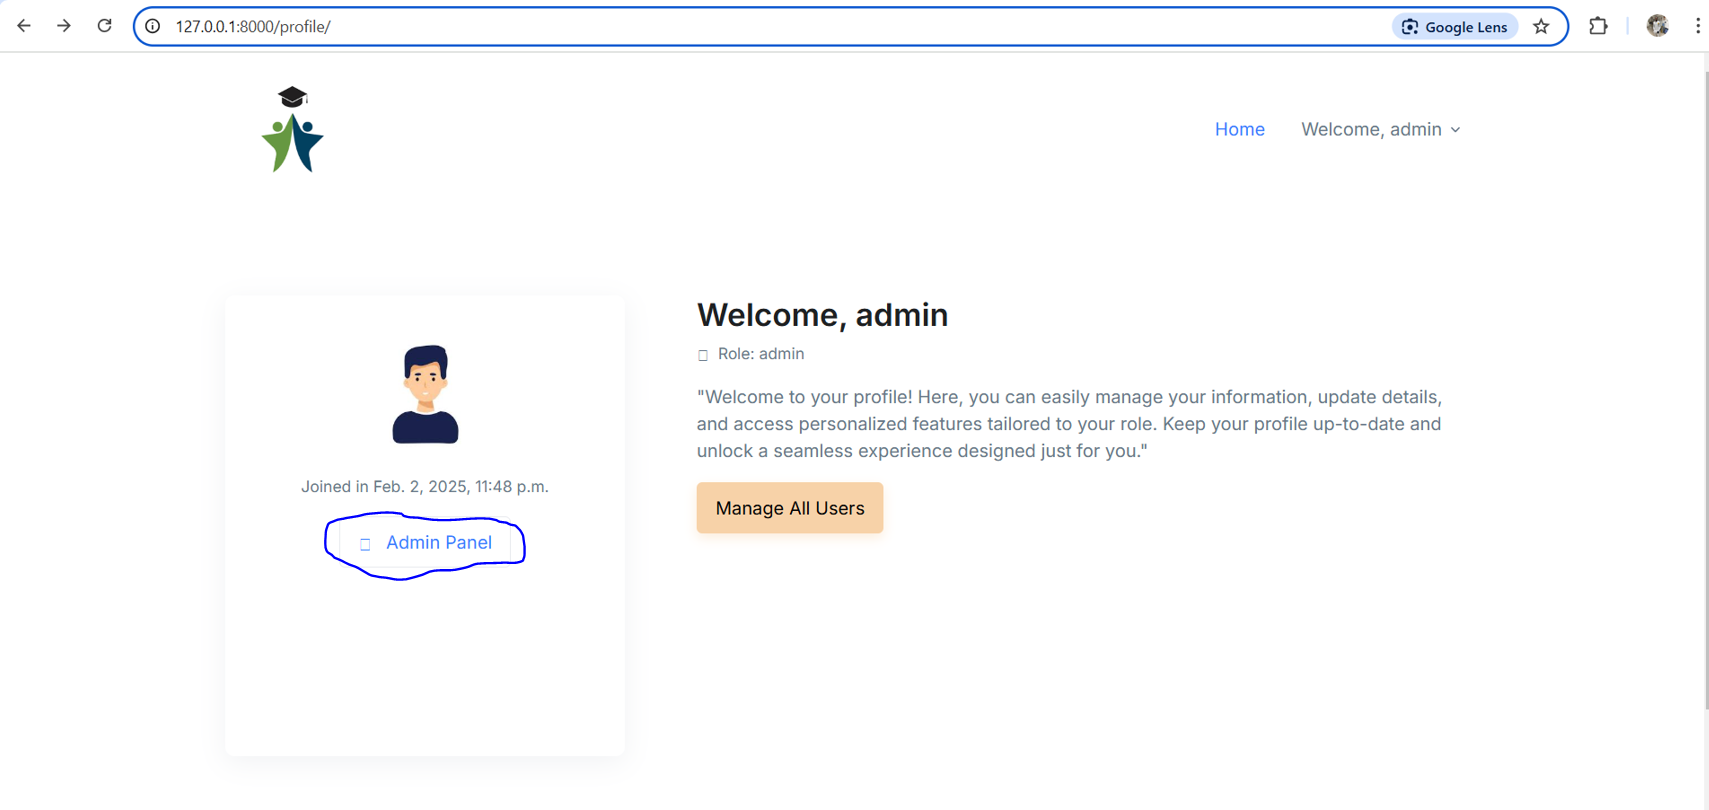 127.0.0.1:8000/profile/
Google Lens
Home
Welcome, admin
Welcome, admin
Role: admin
"Welcome to your profile! Here, you can easily manage your information, update details,
and access personalized features tailored to your role. Keep your profile up-to-date and
unlock a seamless experience designed just for you."
Manage All Users
Joined in Feb. 2, 2025, 11:48 p.m.
Admin Panel